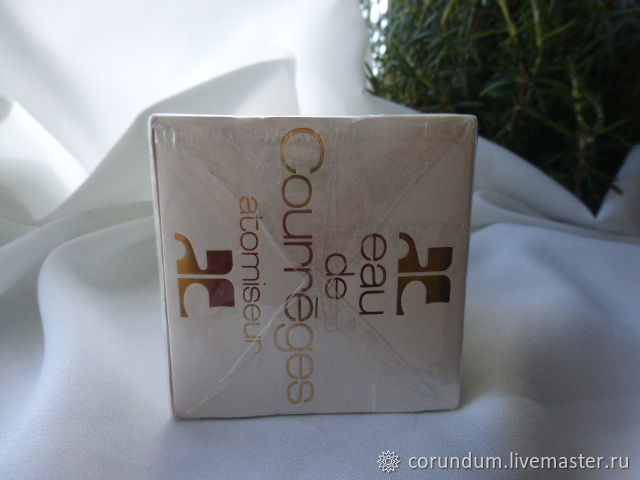 eau
de
Courrèges
atomiseur
corundum.livemaster.ru